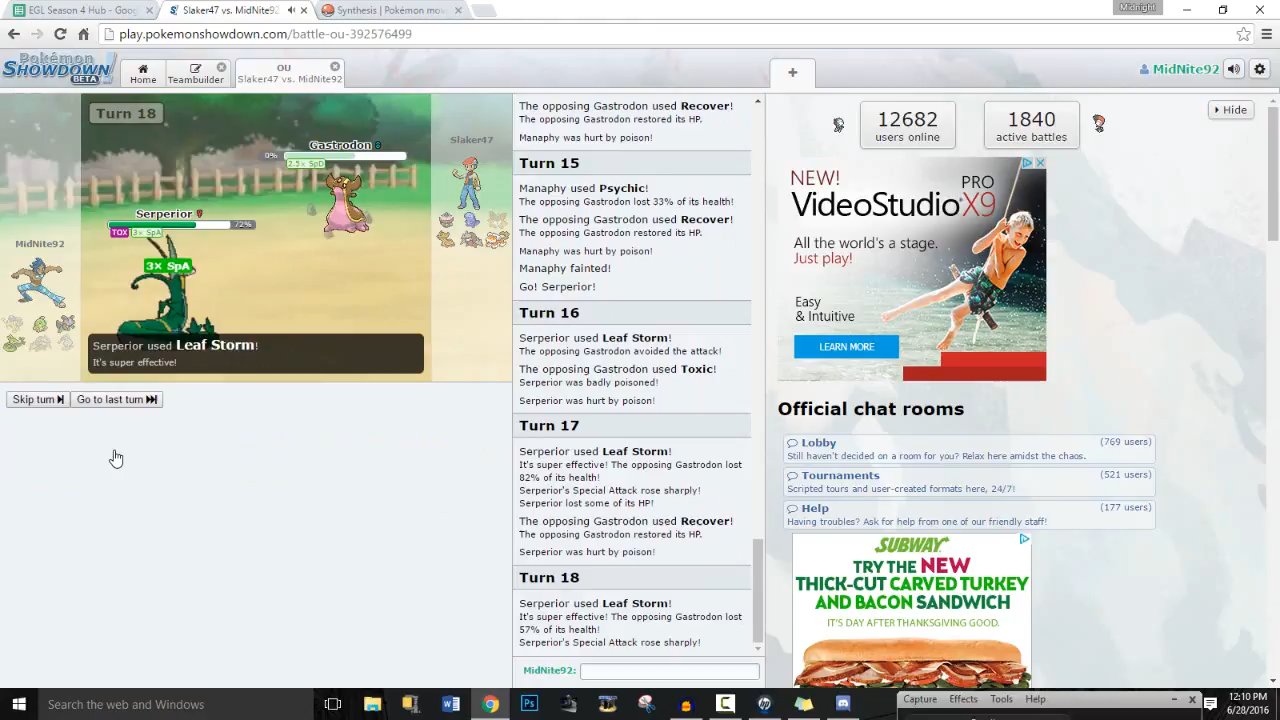 EGL Season 4 Hub - Goog
Slaker47 vs. MidNite92
Synthesis | Pokémon mov
Midnight
play.pokemonshowdown.com/battle-ou-392576499
Pokémon
SHOWDOWN
BETA
Home
Teambuilder
OU
Slaker47 vs. MidNite92
+
MidNite92
Turn 18
Gastrodon
0%
2.5× SpD
Slaker47
Serperior
72%
TOX
3× SpA
MidNite92
3× SpA
Serperior used Leaf Storm!
It's super effective!
Skip turn
Go to last turn
The opposing Gastrodon used Recover!
The opposing Gastrodon restored its HP.
Manaphy was hurt by poison!
Turn 15
Manaphy used Psychic!
The opposing Gastrodon lost 33% of its health!
The opposing Gastrodon used Recover!
The opposing Gastrodon restored its HP.
Manaphy was hurt by poison!
Manaphy fainted!
Go! Serperior!
Turn 16
Serperior used Leaf Storm!
The opposing Gastrodon avoided the attack!
The opposing Gastrodon used Toxic!
Serperior was badly poisoned!
Serperior was hurt by poison!
Turn 17
Serperior used Leaf Storm!
It's super effective! The opposing Gastrodon lost
82% of its health!
Serperior's Special Attack rose sharply!
Serperior lost some of its HP!
The opposing Gastrodon used Recover!
The opposing Gastrodon restored its HP.
Serperior was hurt by poison!
Turn 18
Serperior used Leaf Storm!
It's super effective! The opposing Gastrodon lost
57% of its health!
Serperior's Special Attack rose sharply!
MidNite92:
12682
users online
1840
active battles
Hide
NEW!
PRO
VideoStudio X9
All the world's a stage.
Just play!
Easy
& Intuitive
LEARN MORE
Official chat rooms
Lobby
(769 users)
Still haven't decided on a room for you? Relax here amidst the chaos.
Tournaments
(521 users)
Scripted tours and user-created formats here, 24/7!
Help
(177 users)
Having troubles? Ask for help from one of our friendly staff!
SUBWAY
TRY THE NEW
THICK-CUT CARVED TURKEY
AND BACON SANDWICH
IT'S DAY AFTER THANKSGIVING GOOD.
Search the web and Windows
Capture
Effects
Tools
Help
12:10 PM
6/28/2016